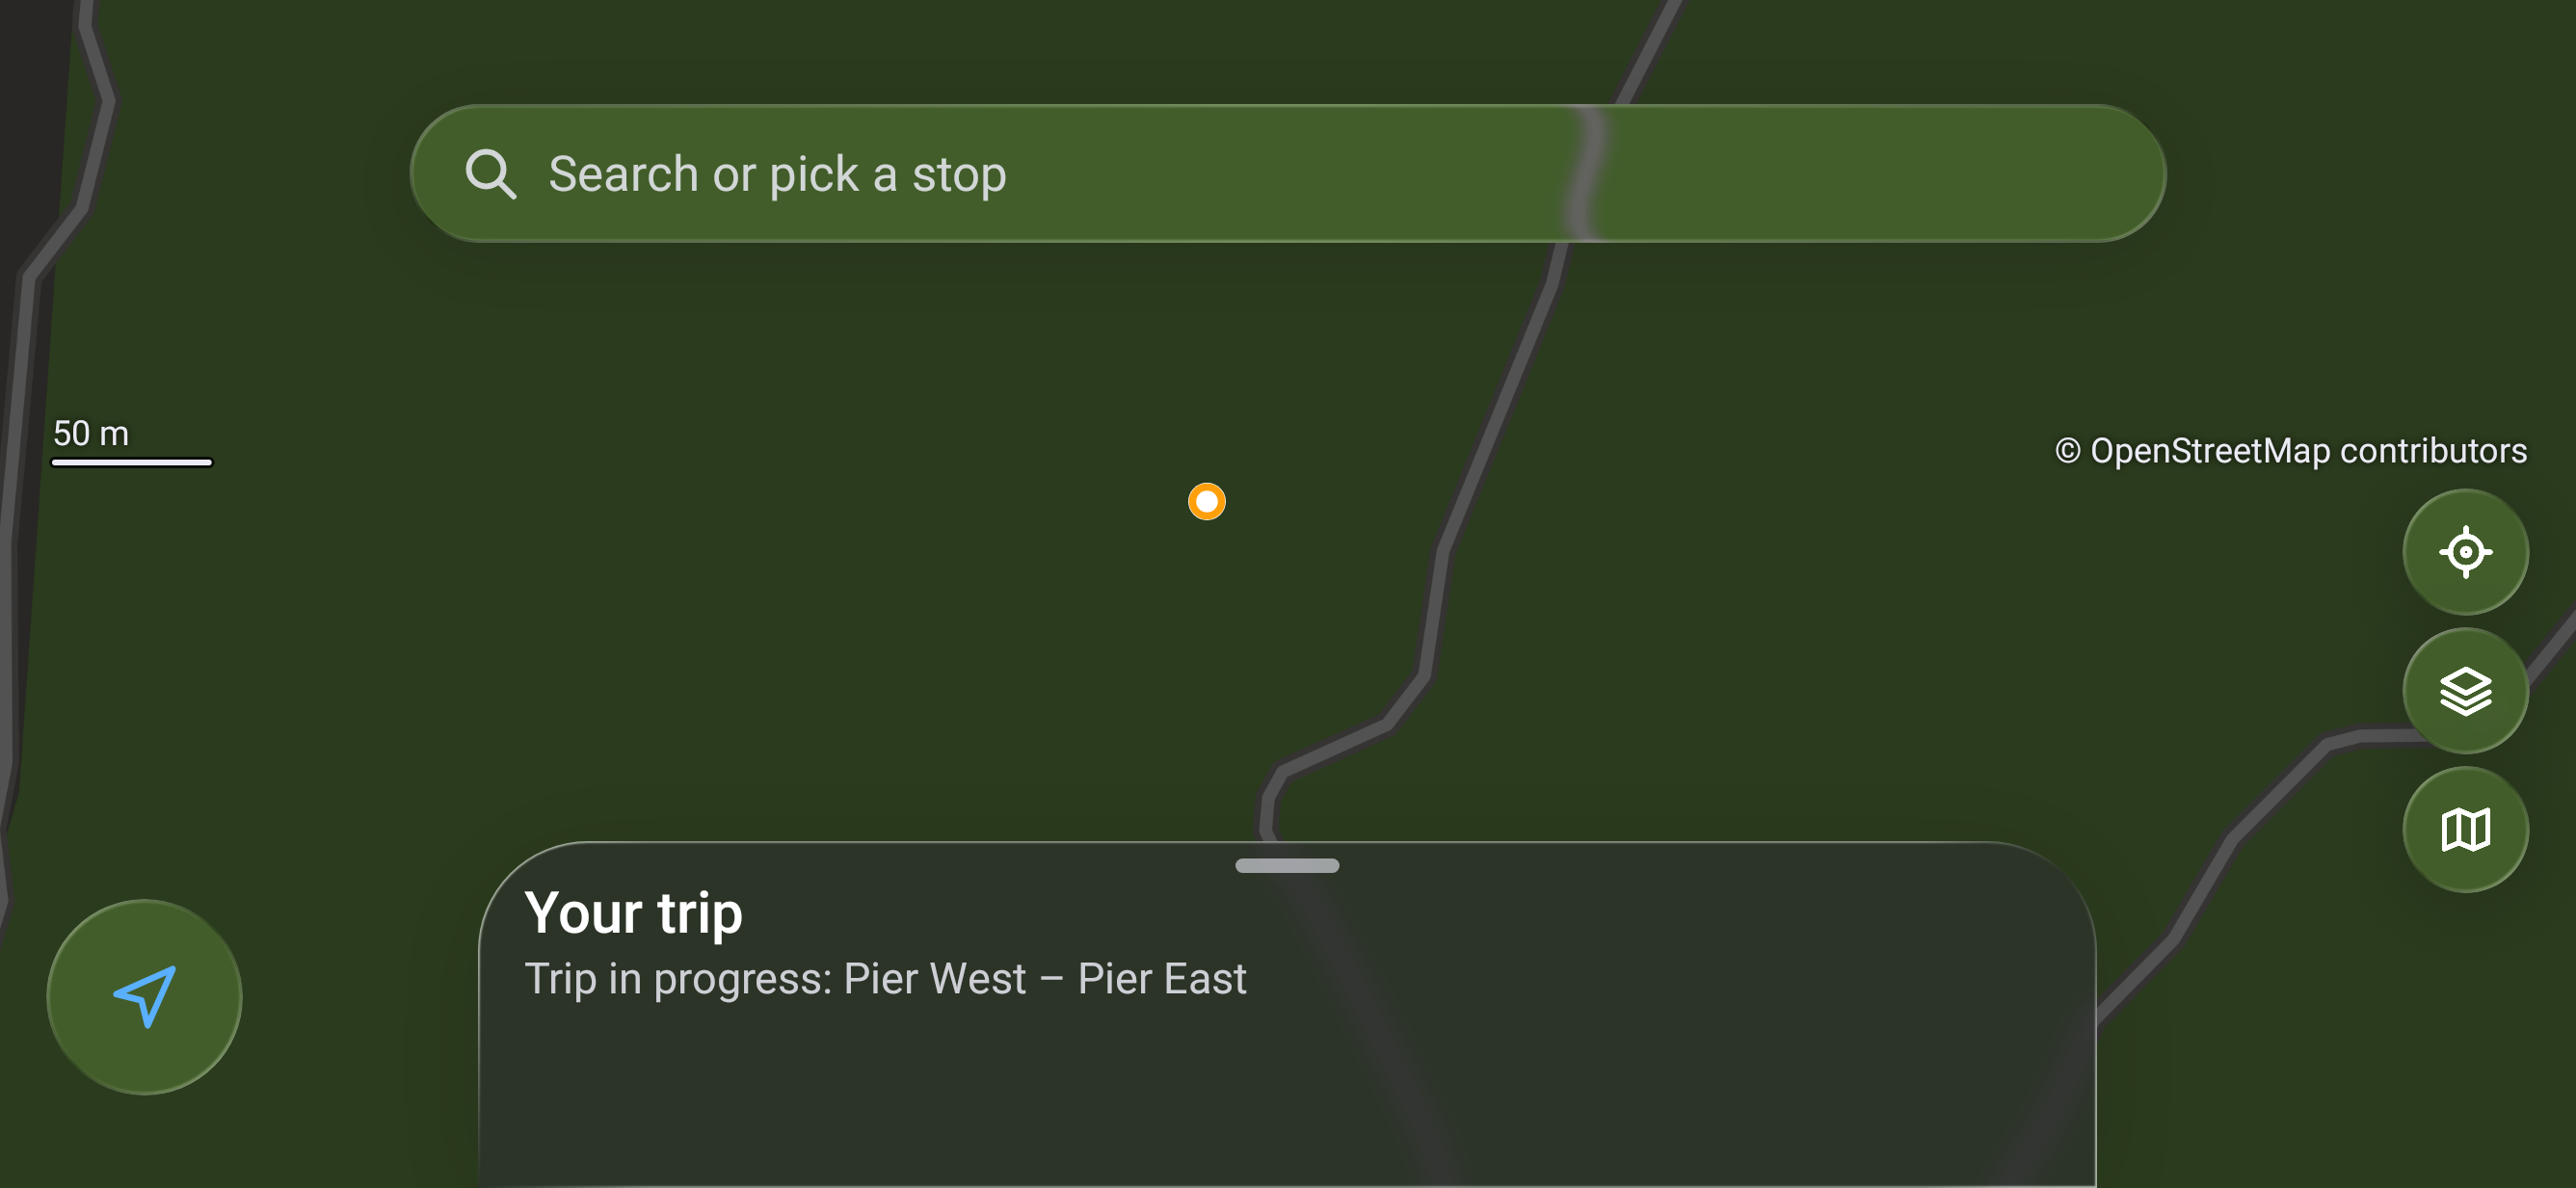 Search or pick a stop
50 m
© OpenStreetMap contributors
Your trip
Trip in progress: Pier West – Pier East